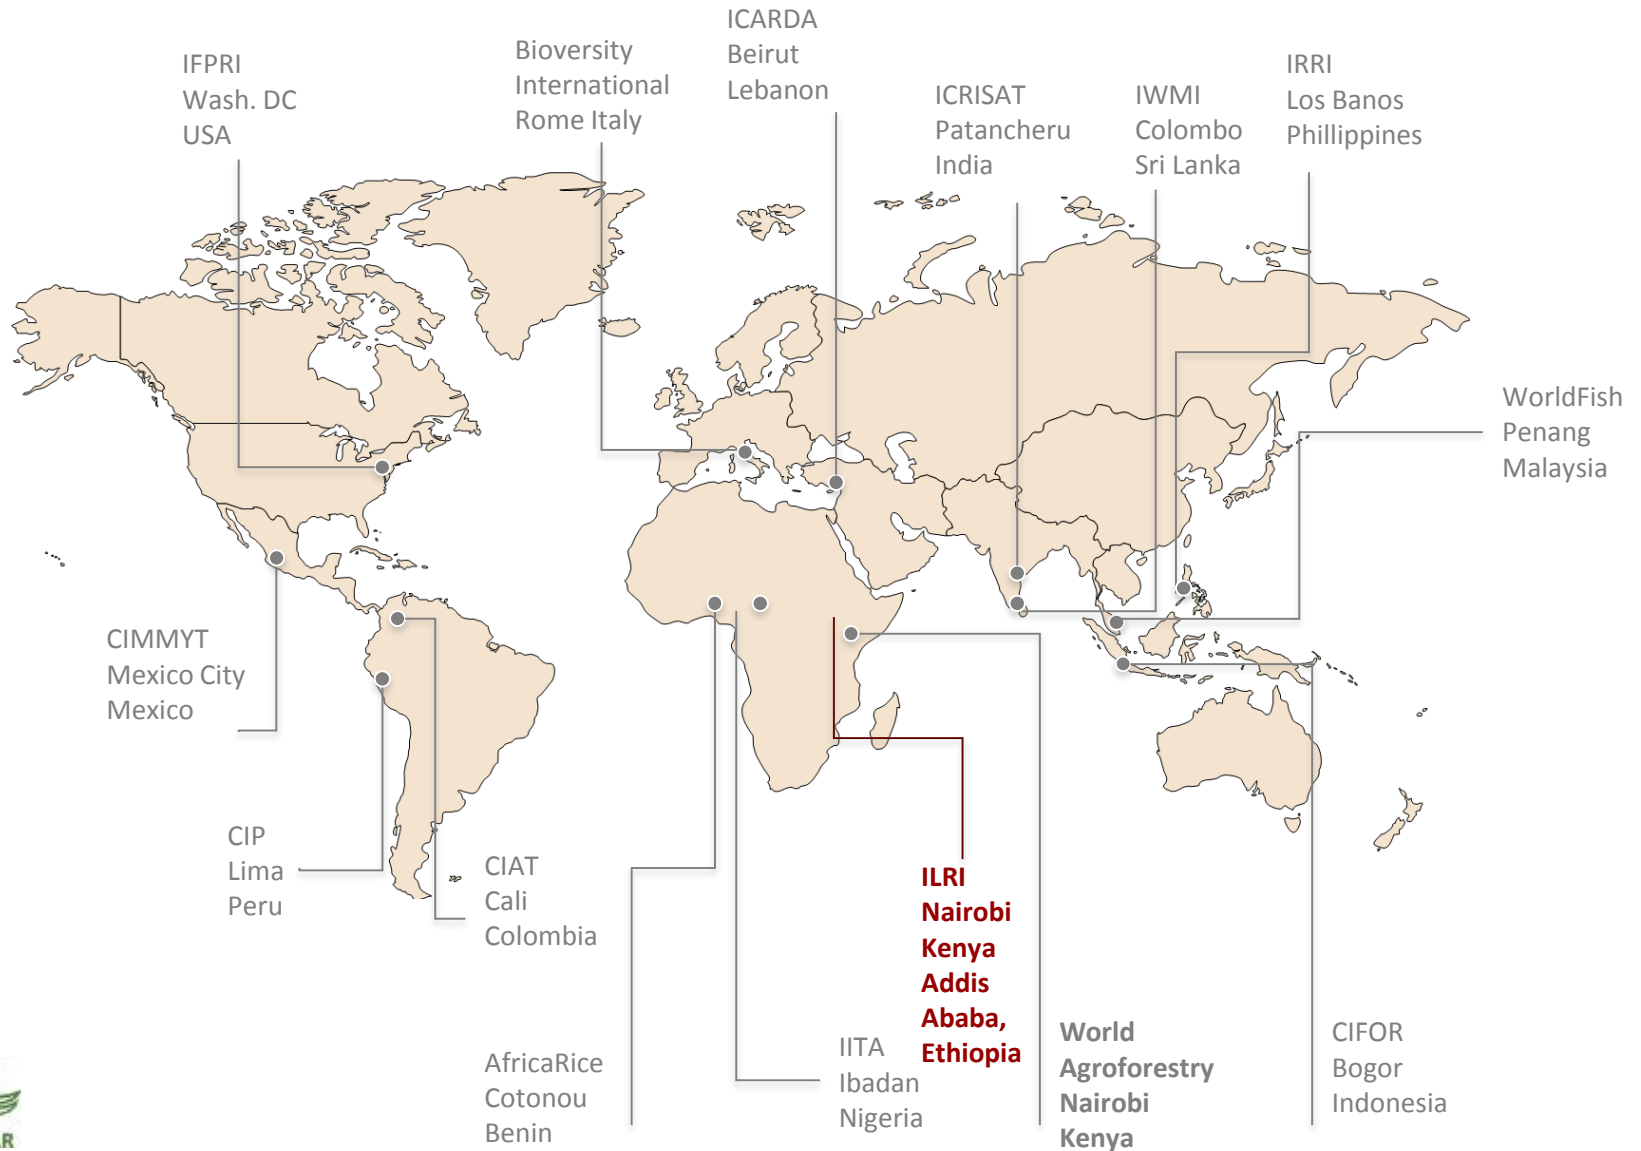 IFPRI
Wash. DC
USA
Bioversity
International
Rome Italy
ICARDA
Beirut
Lebanon
ICRISAT
Patancheru
India
IWMI
Colombo
Sri Lanka
IRRI
Los Banos
Phillippines
WorldFish
Penang
Malaysia
CIMMYT
Mexico City
Mexico
CIP
Lima
Peru
CIAT
Cali
Colombia
AfricaRice
Cotonou
Benin
IITA
Ibadan
Nigeria
ILRI
Nairobi
Kenya
Addis
Ababa,
Ethiopia
World
Agroforestry
Nairobi
Kenya
CIFOR
Bogor
Indonesia